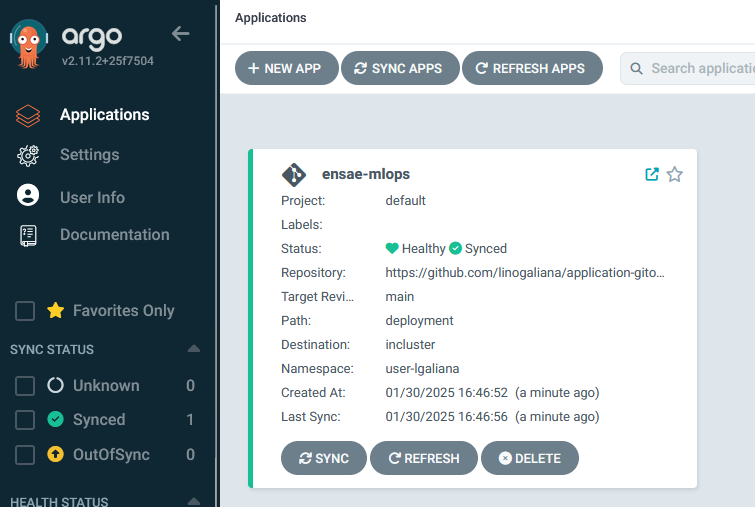 argo
v2.11.2+25f7504
Applications
Settings
User Info
Documentation
Favorites Only
SYNC STATUS
Unknown 0
Synced 1
OutOfSync 0
HEALTH STATUS
Applications
NEW APP SYNC APPS REFRESH APPS Search applicatio
ensae-mlops
Project: default
Labels:
Status: Healthy Synced
Repository: https://github.com/linogaliana/application-gito...
Target Revi... main
Path: deployment
Destination: incluster
Namespace: user-lgaliana
Created At: 01/30/2025 16:46:52 (a minute ago)
Last Sync: 01/30/2025 16:46:56 (a minute ago)
SYNC REFRESH DELETE